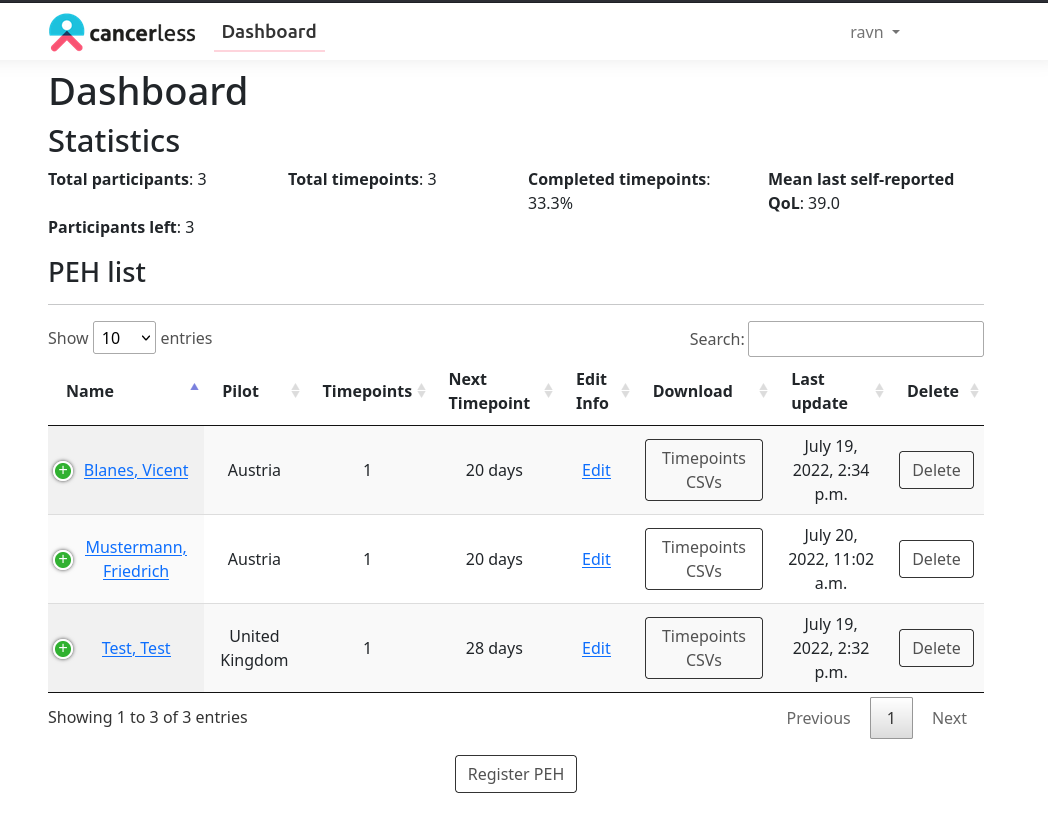 cancerless Dashboard ravn
Dashboard
Statistics
Total participants: 3 Total timepoints: 3 Completed timepoints: Mean last self-reported
33.3% QoL: 39.0
Participants left: 3
PEH list
Show 10 entries Search:
Name Pilot Timepoints Next Timepoint Edit Info Download Last update Delete
Blanes, Vicent Austria 1 20 days Edit Timepoints CSVs July 19, 2022, 2:34 p.m. Delete
Mustermann, Friedrich Austria 1 20 days Edit Timepoints CSVs July 20, 2022, 11:02 a.m. Delete
Test, Test United Kingdom 1 28 days Edit Timepoints CSVs July 19, 2022, 2:32 p.m. Delete
Showing 1 to 3 of 3 entries Previous 1 Next
Register PEH